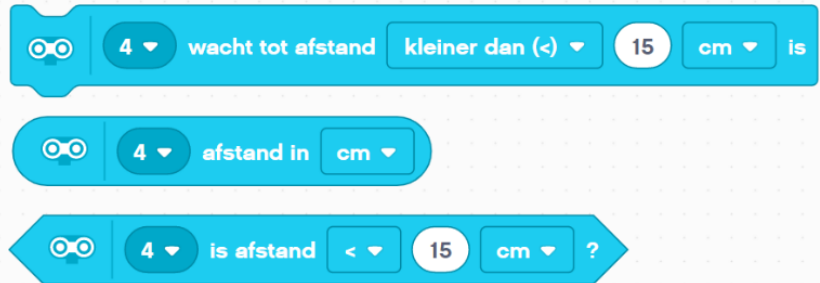 4 wacht tot afstand kleiner dan (<) 15 cm is
4 afstand in cm
4 is afstand < 15 cm ?